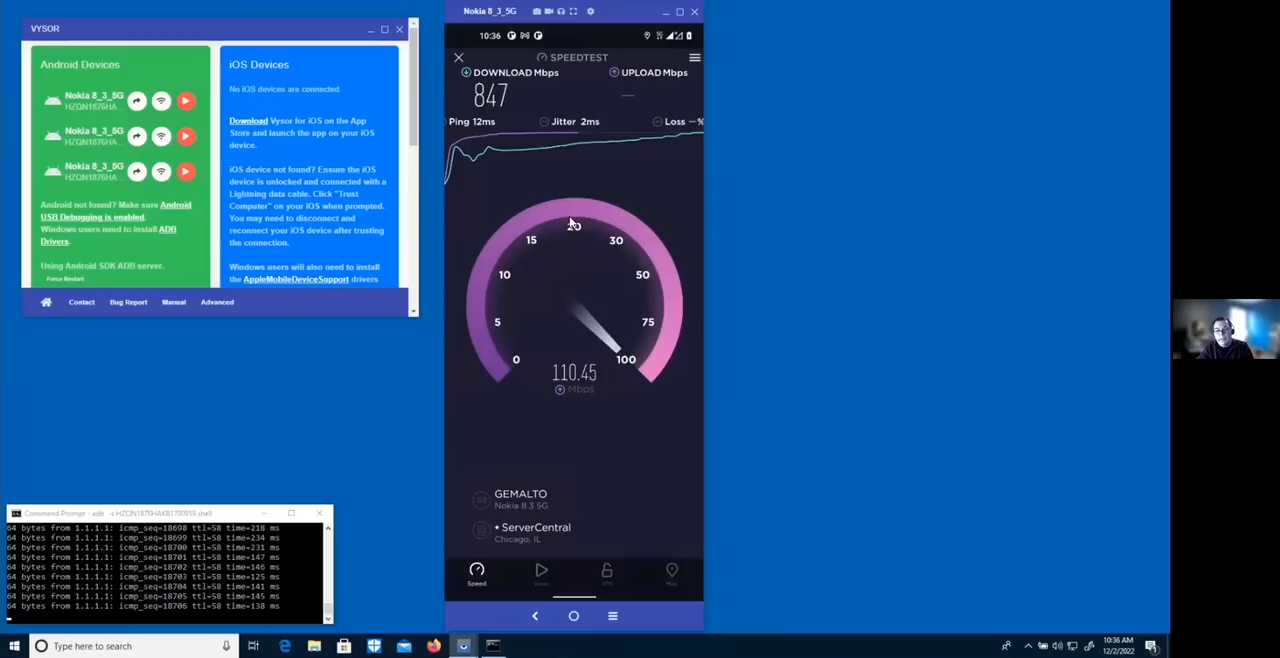 VYSOR
Android Devices
Nokia 8_3_5G
HZQN1876HA...
Nokia 8_3_5G
HZQN1876HA...
Nokia 8_3_5G
HZQN1876HA...
Android not found? Make sure Android
USB Debugging is enabled.
Windows users need to install ADB
Drivers.
Using Android SDK ADB server.
Force Restart
iOS Devices
No iOS devices are connected.
Download Vysor for iOS on the App
Store and launch the app on your iOS
device.
iOS device not found? Ensure the iOS
device is unlocked and connected with a
Lightning data cable. Click "Trust
Computer" on your iOS when prompted.
You may need to disconnect and
reconnect your iOS device after trusting
the connection.
Windows users will also need to install
the AppleMobileDeviceSupport drivers
Contact Bug Report Manual Advanced
Nokia 8_3_5G
10:36
SPEEDTEST
DOWNLOAD Mbps UPLOAD Mbps
847 —
Ping 12ms Jitter 2ms Loss —%
0
5
10
15
20
30
50
75
100
110.45
Mbps
GEMALTO
Nokia 8.3 5G
* ServerCentral
Chicago, IL
Speed Map
Command Prompt - adb -s HZQN1876HAKB1700959 shell
64 bytes from 1.1.1.1: icmp_seq=18698 ttl=58 time=218 ms
64 bytes from 1.1.1.1: icmp_seq=18699 ttl=58 time=234 ms
64 bytes from 1.1.1.1: icmp_seq=18700 ttl=58 time=231 ms
64 bytes from 1.1.1.1: icmp_seq=18701 ttl=58 time=147 ms
64 bytes from 1.1.1.1: icmp_seq=18702 ttl=58 time=146 ms
64 bytes from 1.1.1.1: icmp_seq=18703 ttl=58 time=125 ms
64 bytes from 1.1.1.1: icmp_seq=18704 ttl=58 time=141 ms
64 bytes from 1.1.1.1: icmp_seq=18705 ttl=58 time=145 ms
64 bytes from 1.1.1.1: icmp_seq=18706 ttl=58 time=138 ms
Type here to search
10:36 AM
12/2/2022